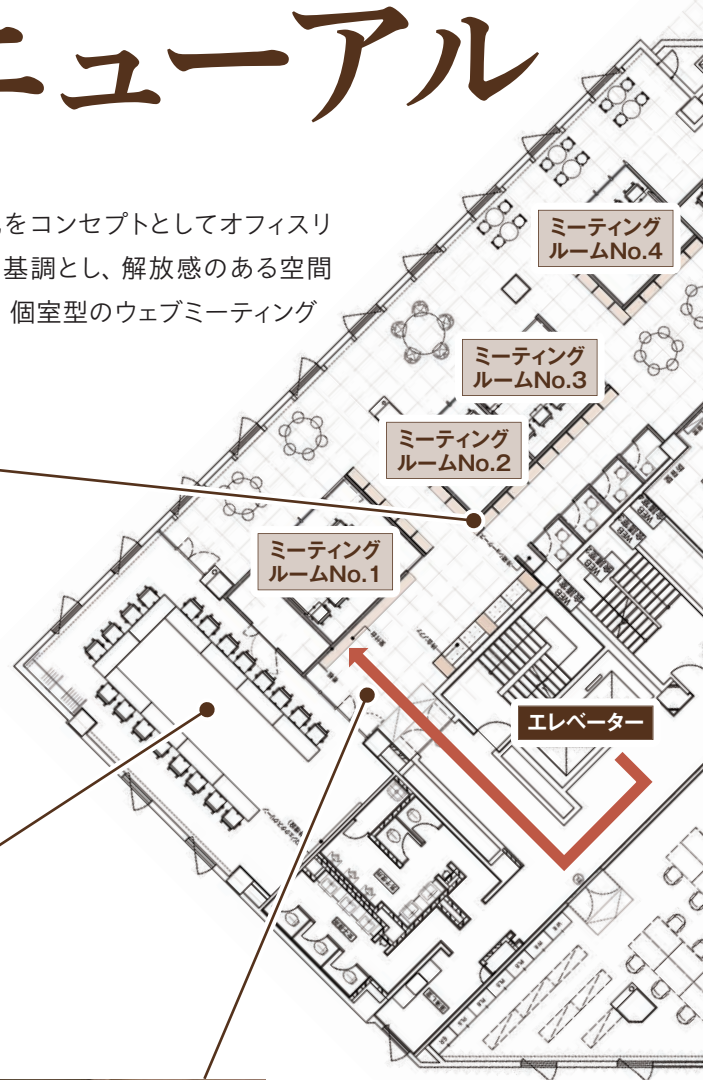 ニューアル
をコンセプトとしてオフィスリ
基調とし、解放感のある空間
個室型のウェブミーティング
ミーティング
ルームNo.4
ミーティング
ルームNo.3
ミーティング
ルームNo.2
ミーティング
ルームNo.1
エレベーター